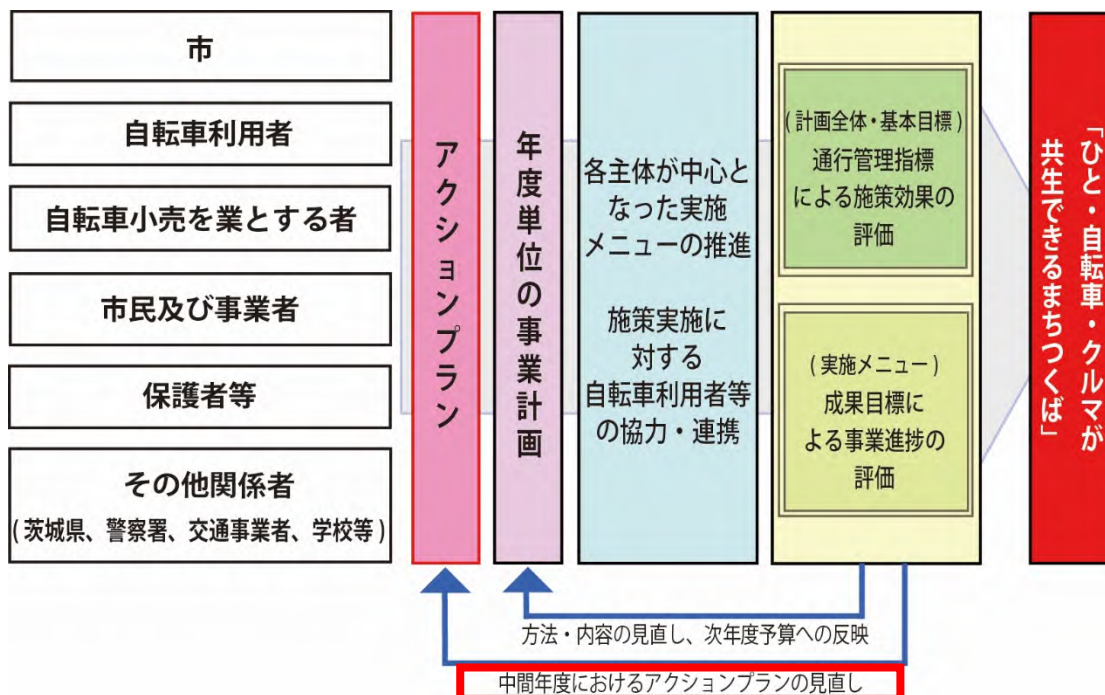 市
自転車利用者
自転車小売を業とする者
市民及び事業者
保護者等
その他関係者
(茨城県、警察署、交通事業者、学校等)
アクションプラン
年度単位の事業計画
各主体が中心と
なった実施
メニューの推進
施策実施に
対する
自転車利用者等
の協力・連携
(計画全体・基本目標)
通行管理指標
による施策効果の
評価
(実施メニュー)
成果目標に
よる事業進捗の
評価
「ひと・自転車・クルマが
共生できるまちつくば」
方法・内容の見直し、次年度予算への反映
中間年度におけるアクションプランの見直し